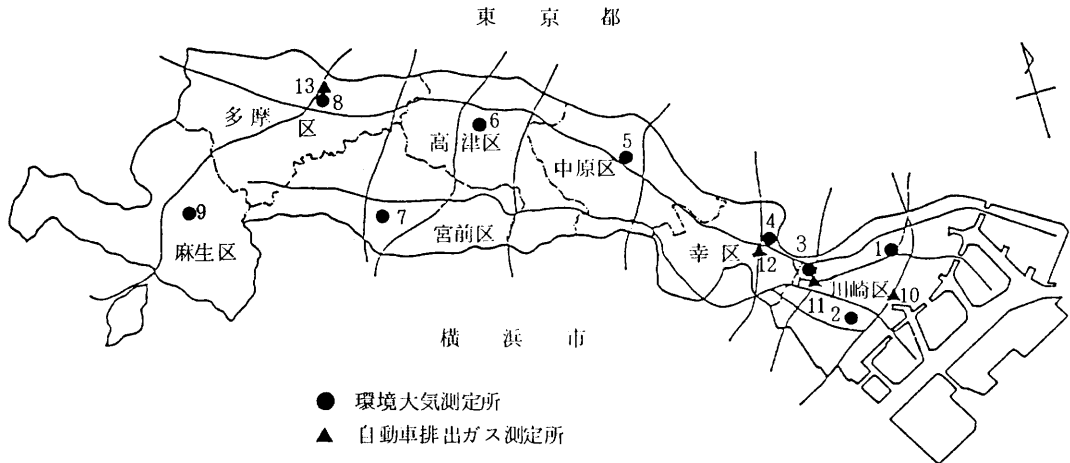 東京都
13
8
多摩区
6
高津区
5
中原区
9
麻生区
7
宮前区
4
3
1
幸区
12
川崎区
10
11
2
横浜市
● 環境大気測定所
▲ 自動車排出ガス測定所